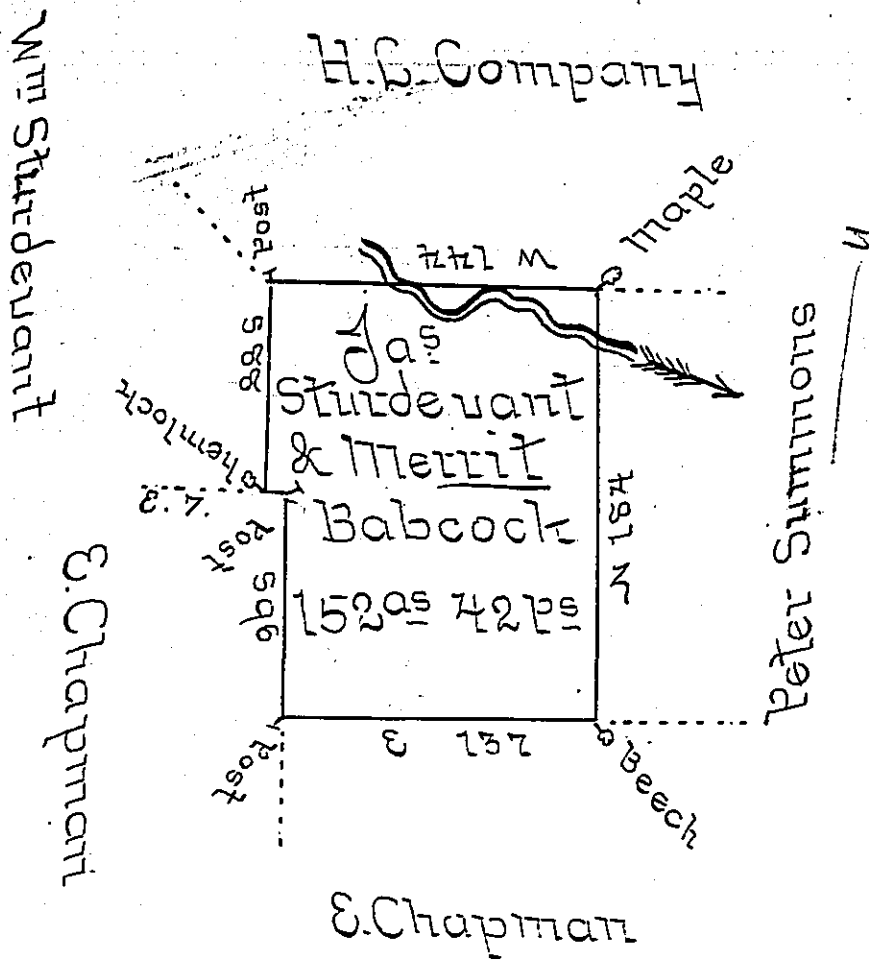 H.L.Company
Wm Sturdevant
Maple
n
Post
W 144
S 88
Jas
Sturdevant
& Merrit
Babcock
152as 42ps
hemlock
E. 7.
Post
S 96
N 184
Peter Summons
E. Chapman
Post
E 137
Beech
E. Chapman